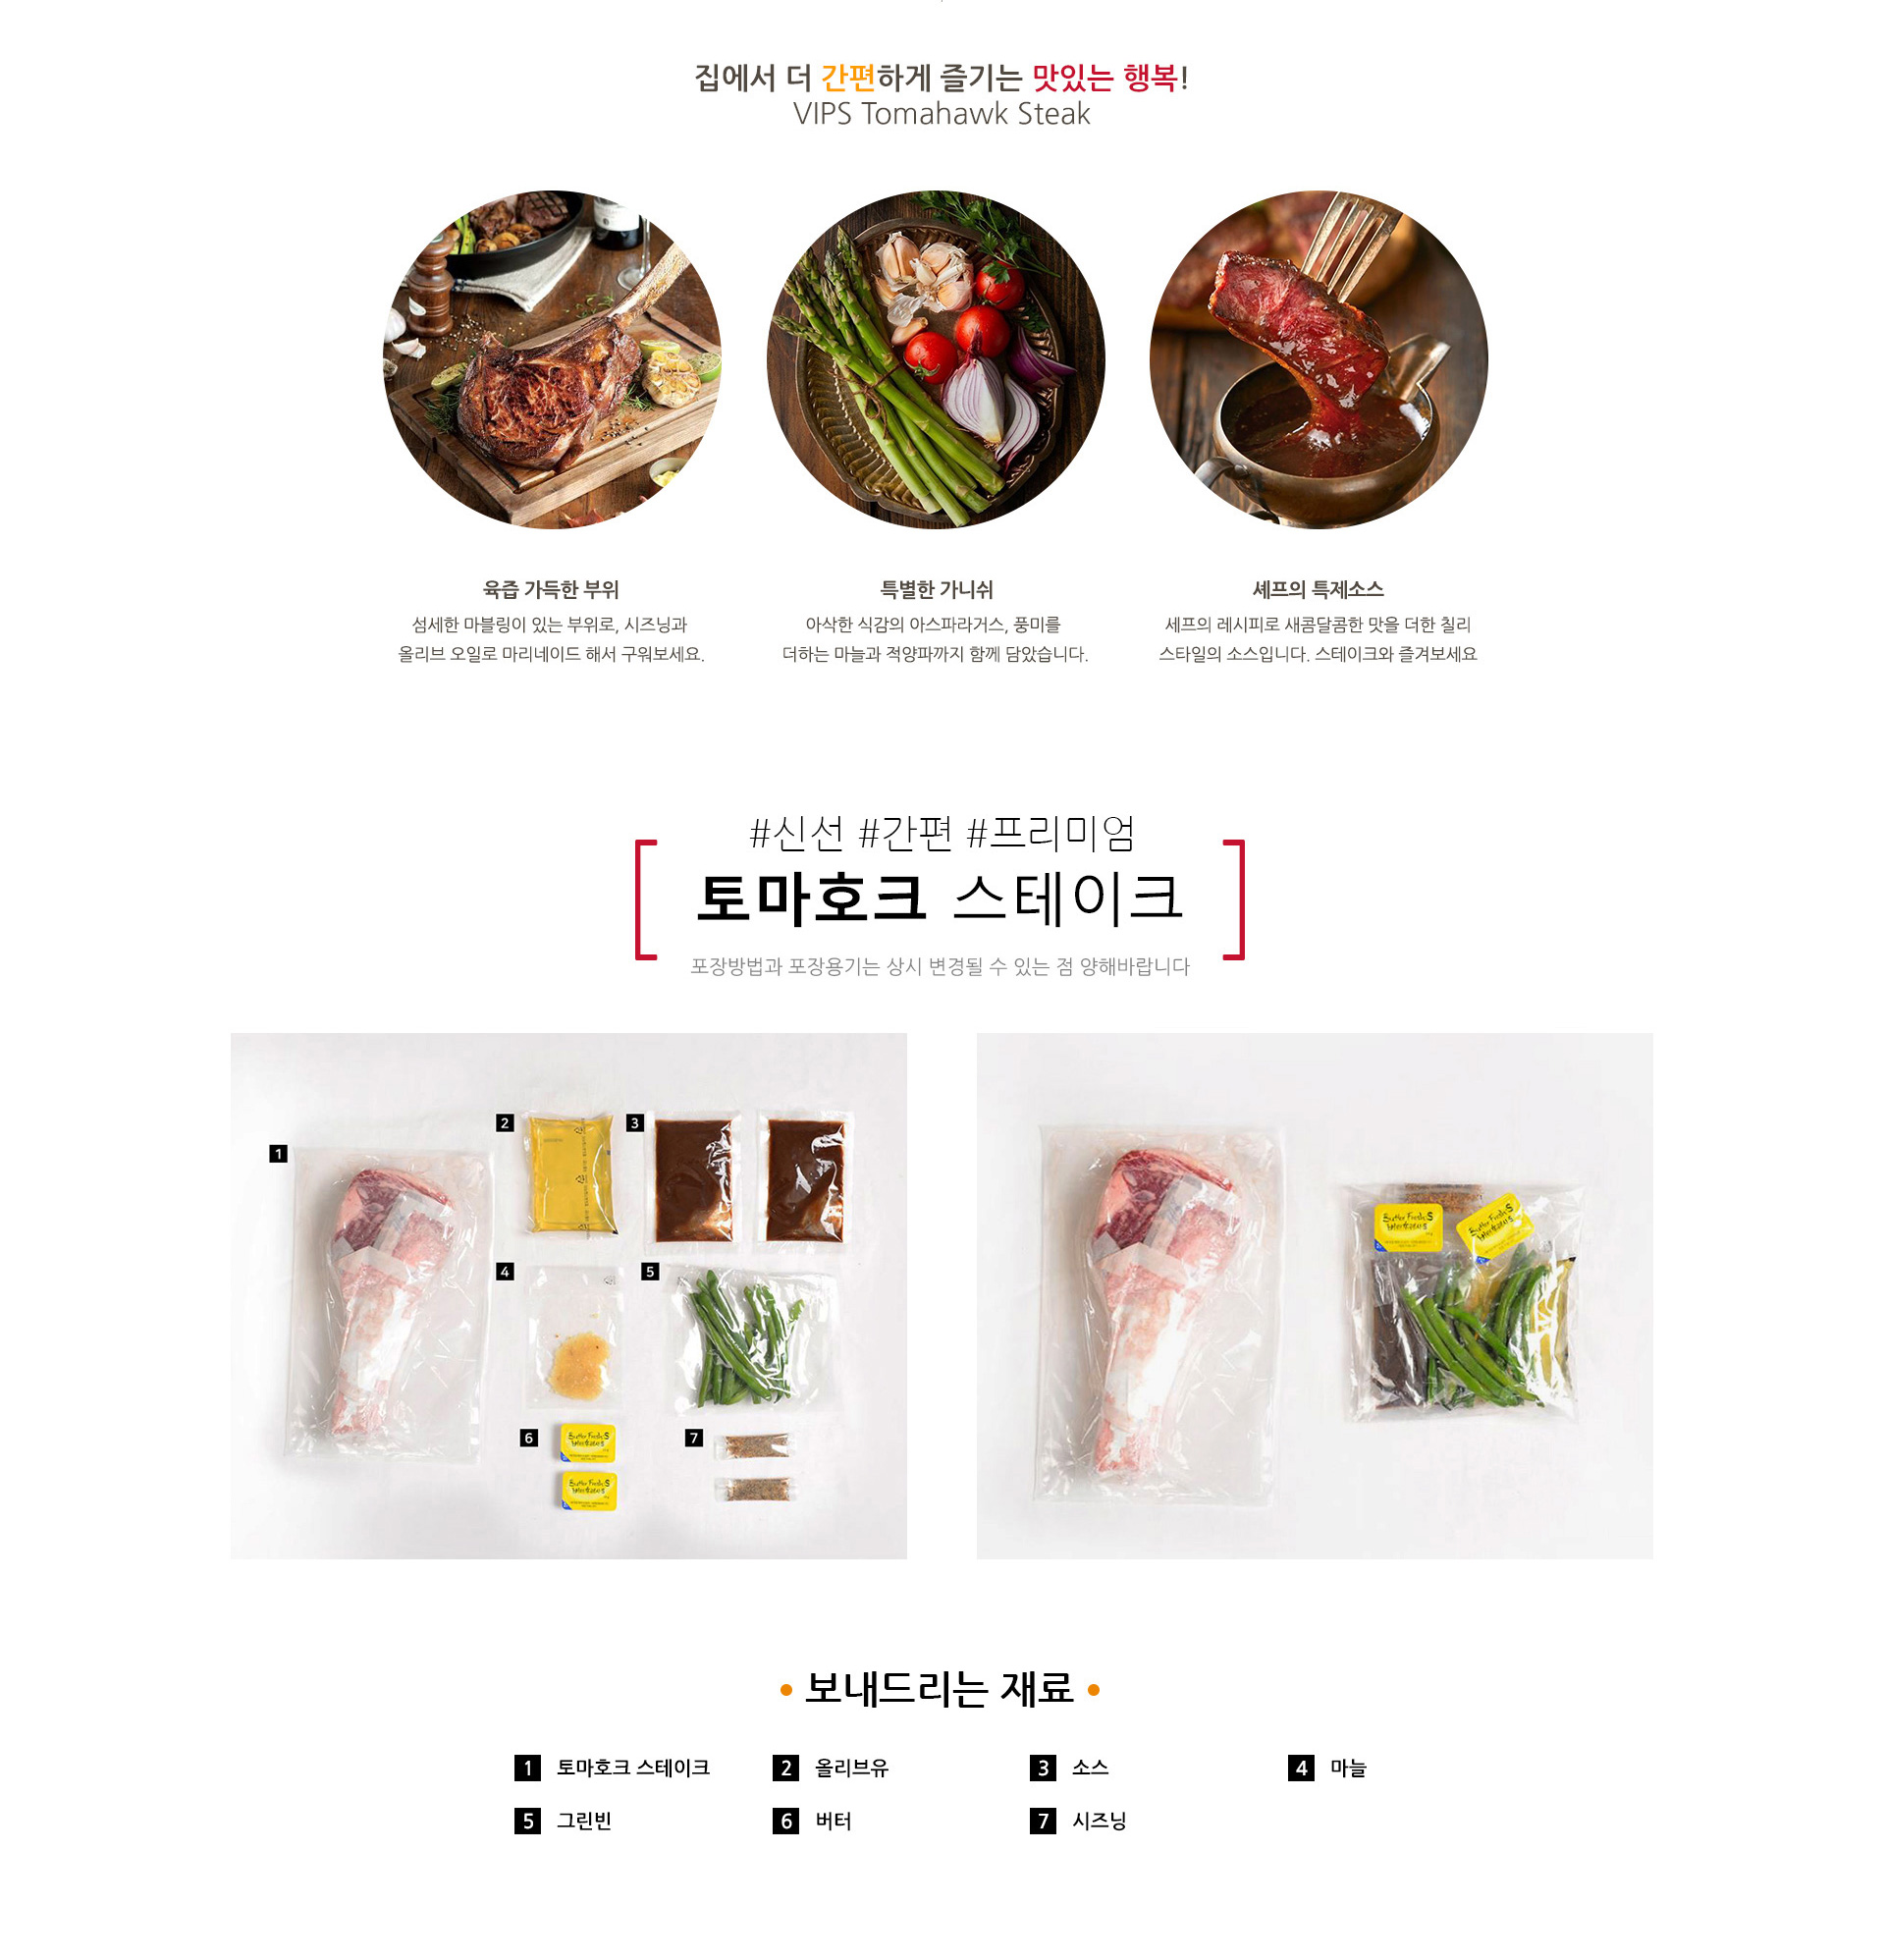 집에서 더 간편하게 즐기는 맛있는 행복!
VIPS Tomahawk Steak
육즙 가득한 부위
섬세한 마블링이 있는 부위로, 시즈닝과
올리브 오일로 마리네이드 해서 구워보세요.
특별한 가니쉬
아삭한 식감의 아스파라거스, 풍미를
더하는 마늘과 적양파까지 함께 담았습니다.
셰프의 특제소스
셰프의 레시피로 새콤달콤한 맛을 더한 칠리
스타일의 소스입니다. 스테이크와 즐겨보세요
#신선 #간편 #프리미엄
토마호크 스테이크
포장방법과 포장용기는 상시 변경될 수 있는 점 양해바랍니다
1
2
3
4
5
6
7
Butter Fresh S
Butter Fresh S
Butter Fresh S
Butter Fresh S
• 보내드리는 재료 •
1 토마호크 스테이크
2 올리브유
3 소스
4 마늘
5 그린빈
6 버터
7 시즈닝